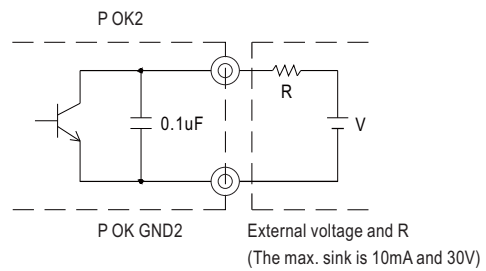 P OK2
R
0.1uF
V
P OK GND2
External voltage and R
(The max. sink is 10mA and 30V)